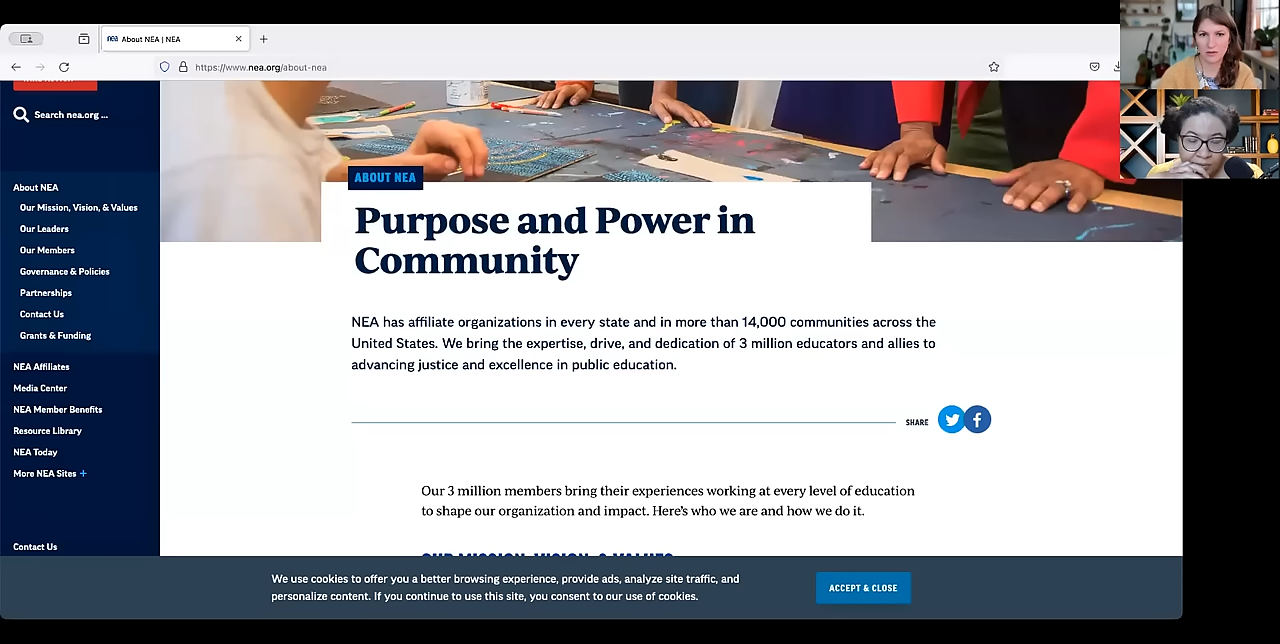 nea About NEA | NEA
https://www.nea.org/about-nea
Search nea.org ...
About NEA
Our Mission, Vision, & Values
Our Leaders
Our Members
Governance & Policies
Partnerships
Contact Us
Grants & Funding
NEA Affiliates
Media Center
NEA Member Benefits
Resource Library
NEA Today
More NEA Sites +
Contact Us
ABOUT NEA
Purpose and Power in
Community
NEA has affiliate organizations in every state and in more than 14,000 communities across the
United States. We bring the expertise, drive, and dedication of 3 million educators and allies to
advancing justice and excellence in public education.
SHARE
Our 3 million members bring their experiences working at every level of education
to shape our organization and impact. Here's who we are and how we do it.
OUR MISSION, VISION, & VALUES
We use cookies to offer you a better browsing experience, provide ads, analyze site traffic, and
personalize content. If you continue to use this site, you consent to our use of cookies.
ACCEPT & CLOSE